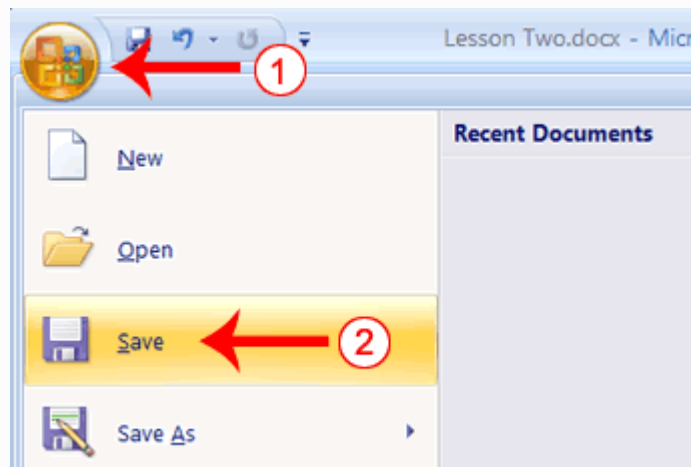 Lesson Two.docx - Micr
1
Recent Documents
New
Open
Save
2
Save As